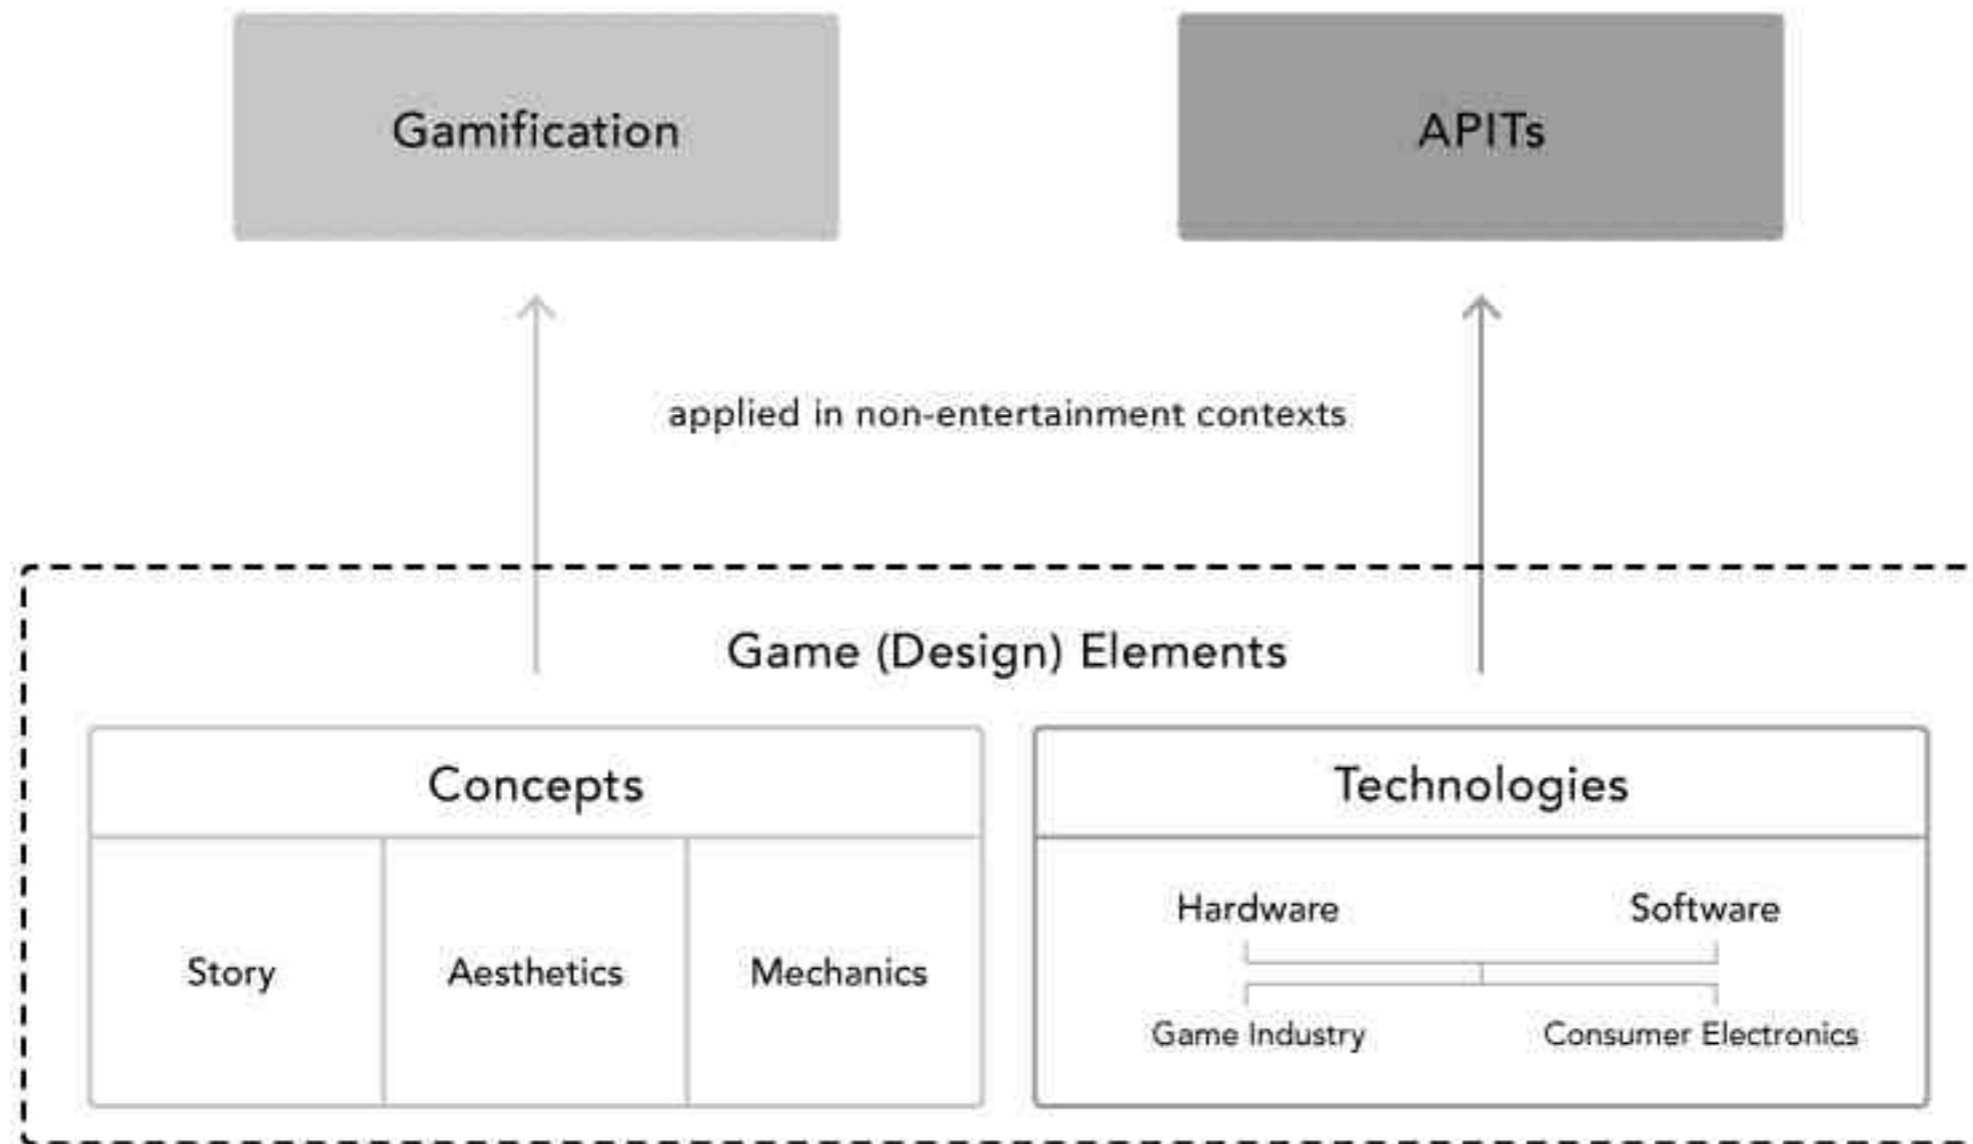 Gamification
APITs
applied in non-entertainment contexts
Game (Design) Elements
Concepts
Technologies
Story
Aesthetics
Mechanics
Hardware
Software
Game Industry
Consumer Electronics